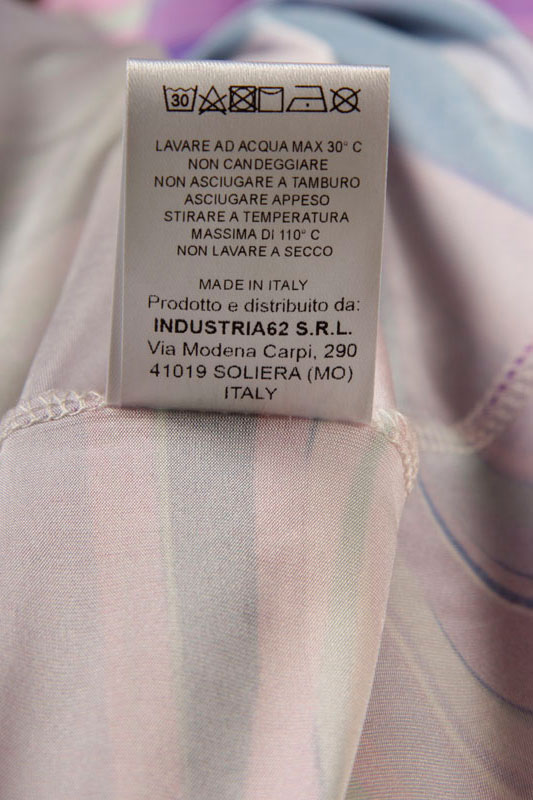 30
LAVARE AD ACQUA MAX 30° C
NON CANDEGGIARE
NON ASCIUGARE A TAMBURO
ASCIUGARE APPESO
STIRARE A TEMPERATURA
MASSIMA DI 110° C
NON LAVARE A SECCO
MADE IN ITALY
Prodotto e distribuito da:
INDUSTRIA62 S.R.L.
Via Modena Carpi, 290
41019 SOLIERA (MO)
ITALY